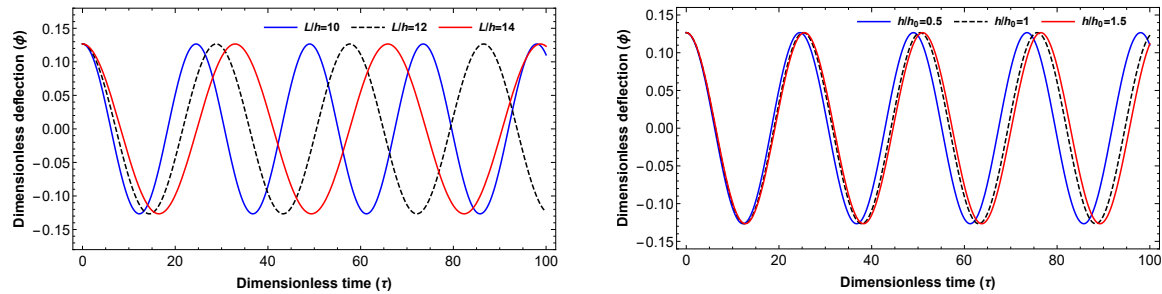 L/h=10 L/h=12 L/h=14
0.15
0.10
0.05
0.00
−0.05
−0.10
−0.15
0 20 40 60 80 100
Dimensionless time (τ)
Dimensionless deflection (ϕ)
h/h₀=0.5 h/h₀=1 h/h₀=1.5
0.15
0.10
0.05
0.00
−0.05
−0.10
−0.15
0 20 40 60 80 100
Dimensionless time (τ)
Dimensionless deflection (ϕ)